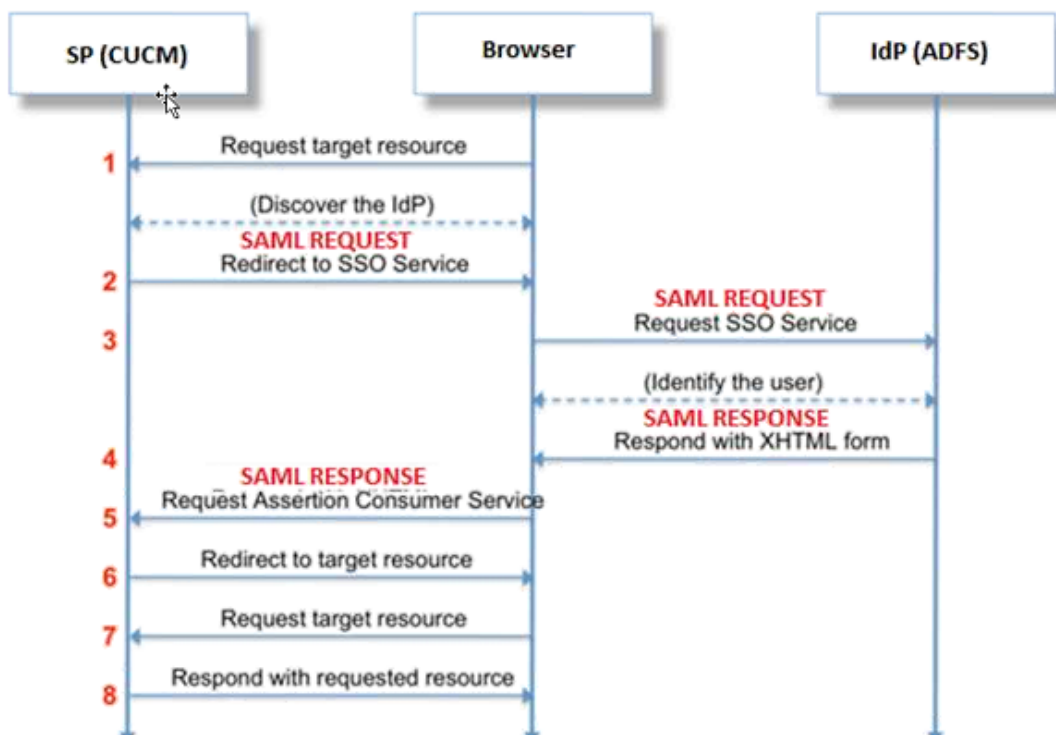 SP (CUCM)
Browser
IdP (ADFS)
Request target resource
1
(Discover the IdP)
SAML REQUEST
Redirect to SSO Service
2
SAML REQUEST
Request SSO Service
3
(Identify the user)
SAML RESPONSE
Respond with XHTML form
4
SAML RESPONSE
Request Assertion Consumer Service
5
Redirect to target resource
6
Request target resource
7
Respond with requested resource
8